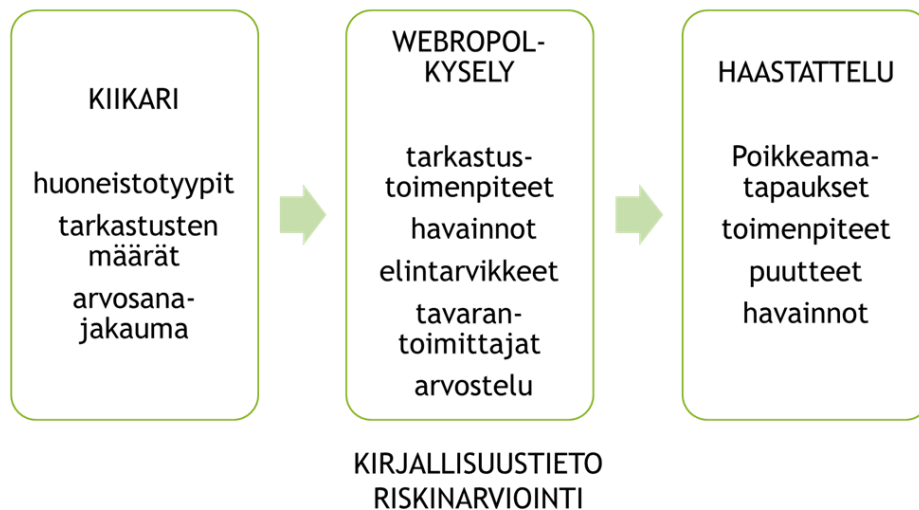 KIIKARI
huoneistotyypit
tarkastusten
määrät
arvosana-
jakauma
WEBROPOL-
KYSELY
tarkastus-
toimenpiteet
havainnot
elintarvikkeet
tavaran-
toimittajat
arvostelu
HAASTATTELU
Poikkeama-
tapaukset
toimenpiteet
puutteet
havainnot
KIRJALLISUUSTIETO
RISKINARVIOINTI